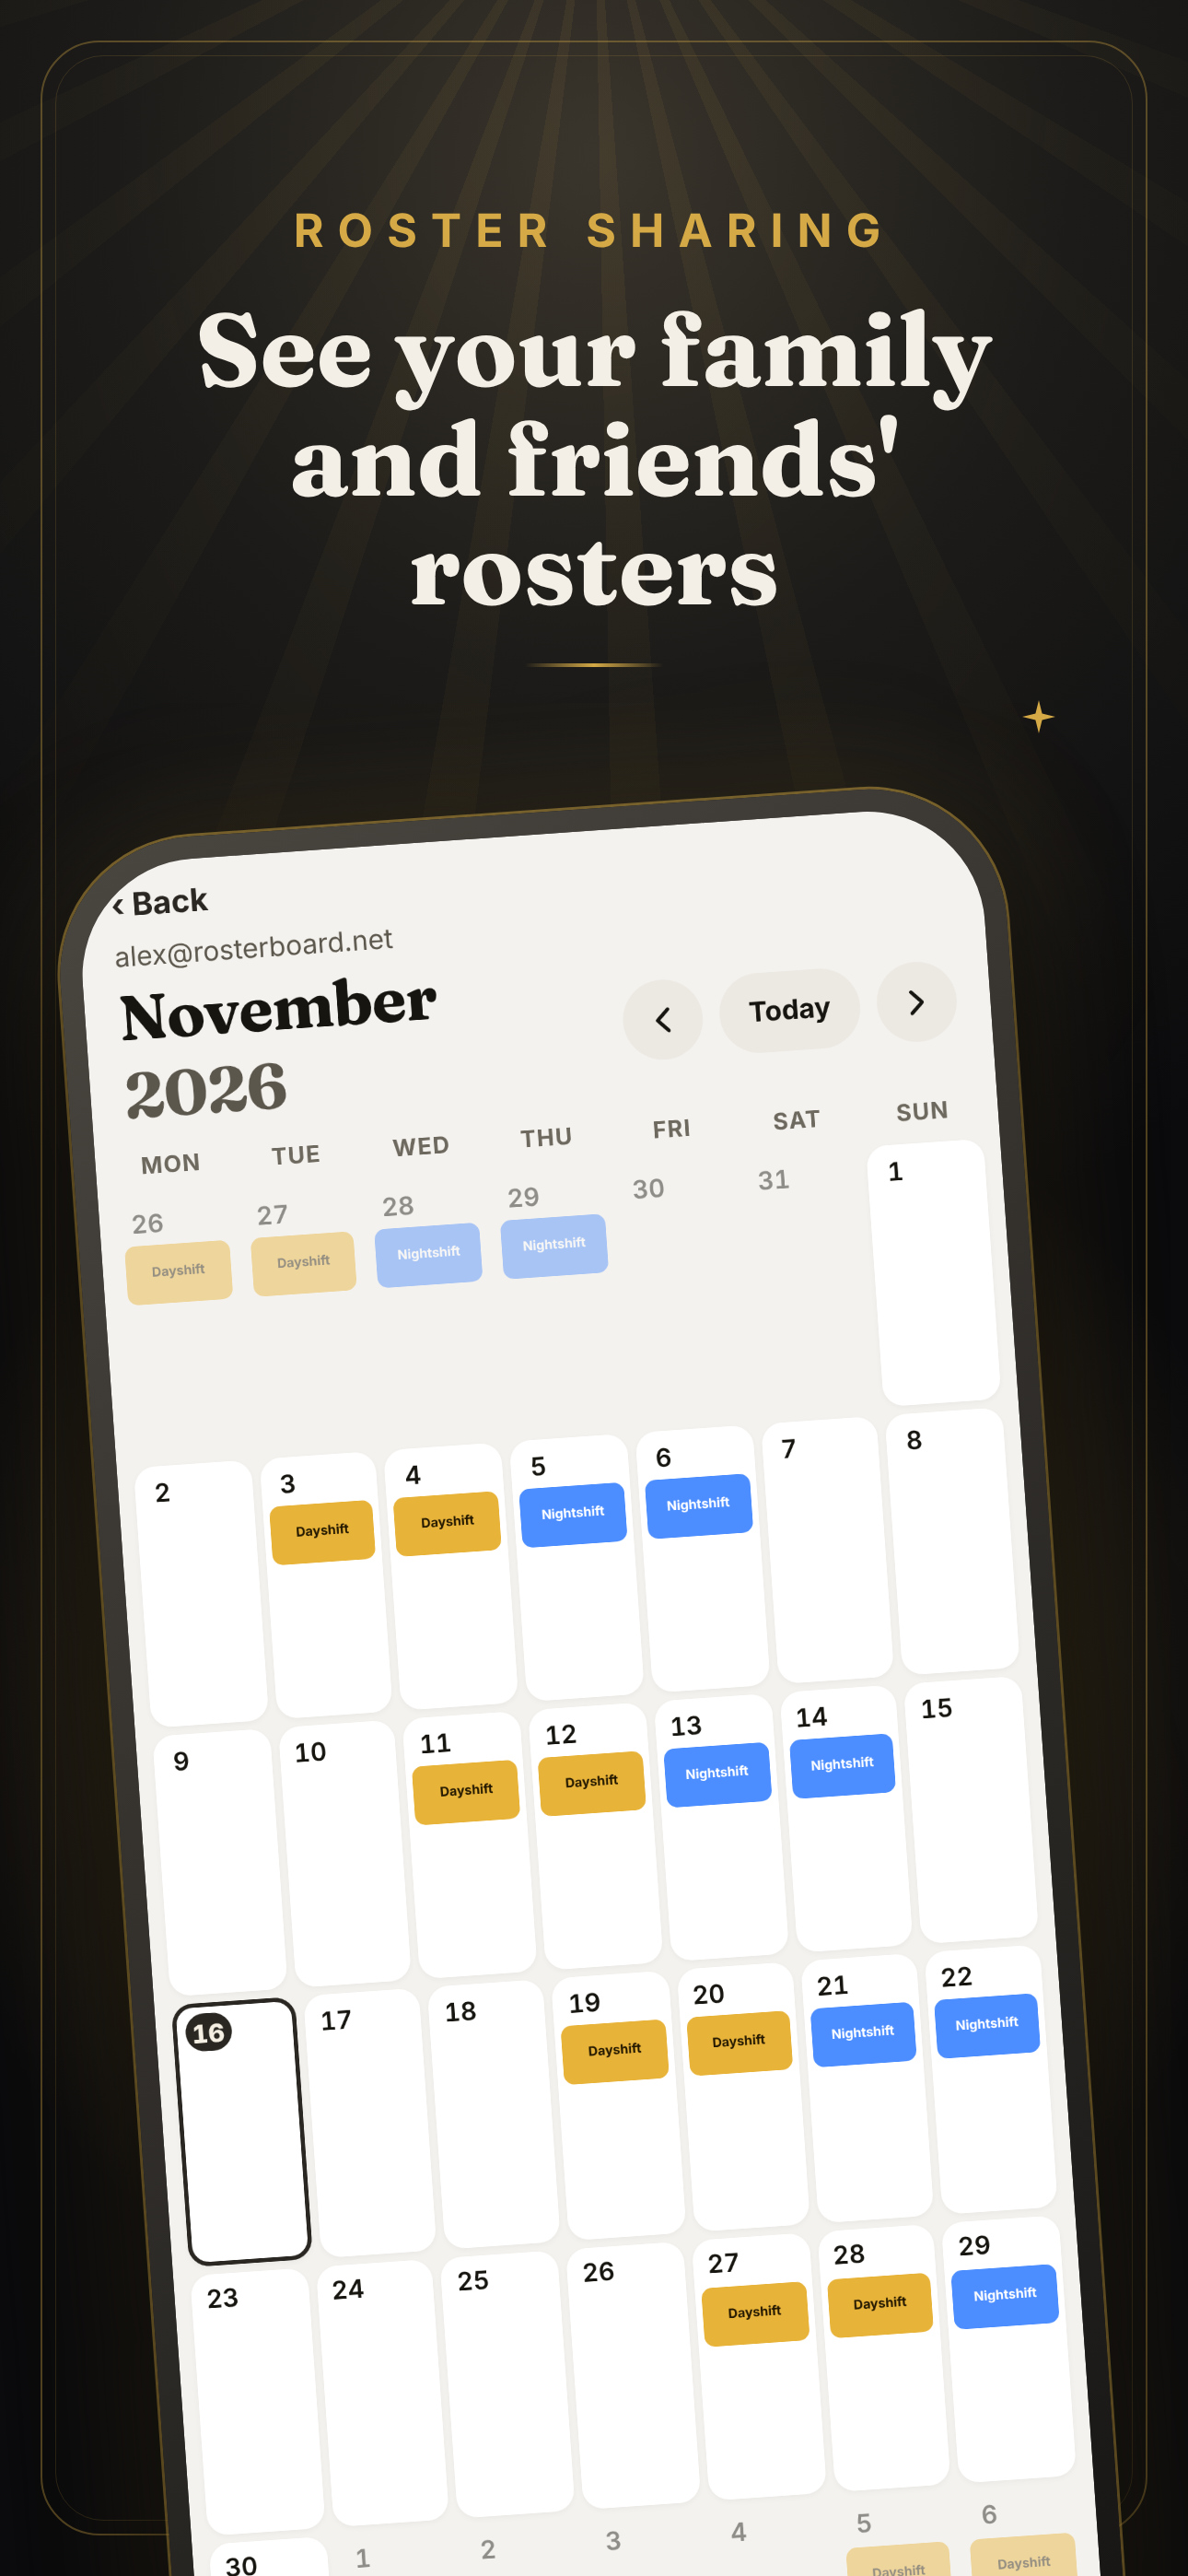 ROSTER SHARING
See your family
and friends'
rosters
‹ Back
alex@rosterboard.net
November
2026
Today
MON TUE WED THU FRI SAT SUN
26 27 28 29 30 31 1
Dayshift Dayshift Nightshift Nightshift
2 3 4 5 6 7 8
Dayshift Dayshift Nightshift Nightshift
9 10 11 12 13 14 15
Dayshift Dayshift Nightshift Nightshift
16 17 18 19 20 21 22
Dayshift Dayshift Nightshift Nightshift
23 24 25 26 27 28 29
Dayshift Dayshift Nightshift
30 1 2 3 4 5 6
Dayshift Dayshift